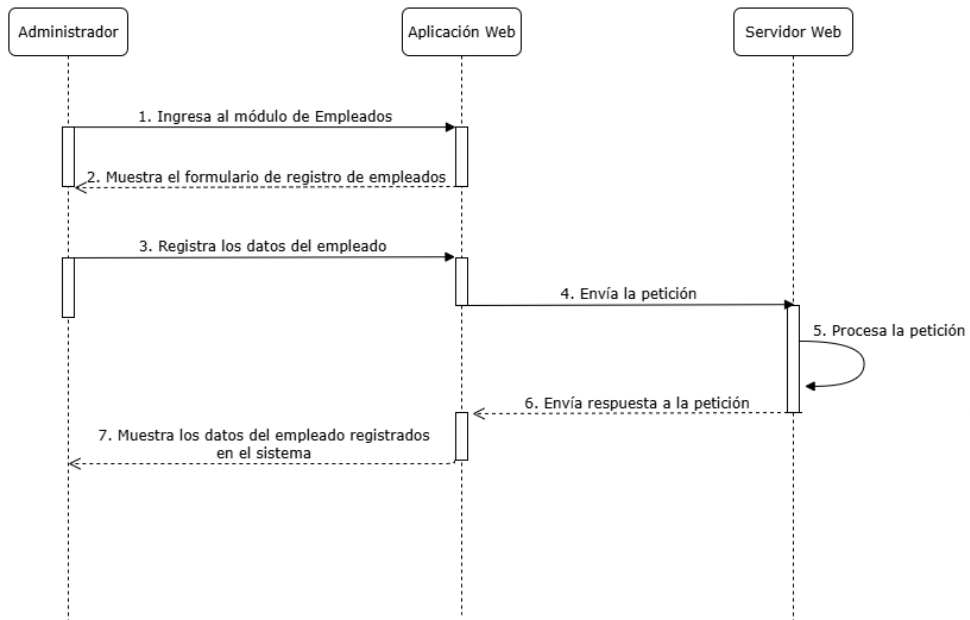 Administrador
Aplicación Web
Servidor Web
1. Ingresa al módulo de Empleados
2. Muestra el formulario de registro de empleados
3. Registra los datos del empleado
4. Envía la petición
5. Procesa la petición
6. Envía respuesta a la petición
7. Muestra los datos del empleado registrados
en el sistema